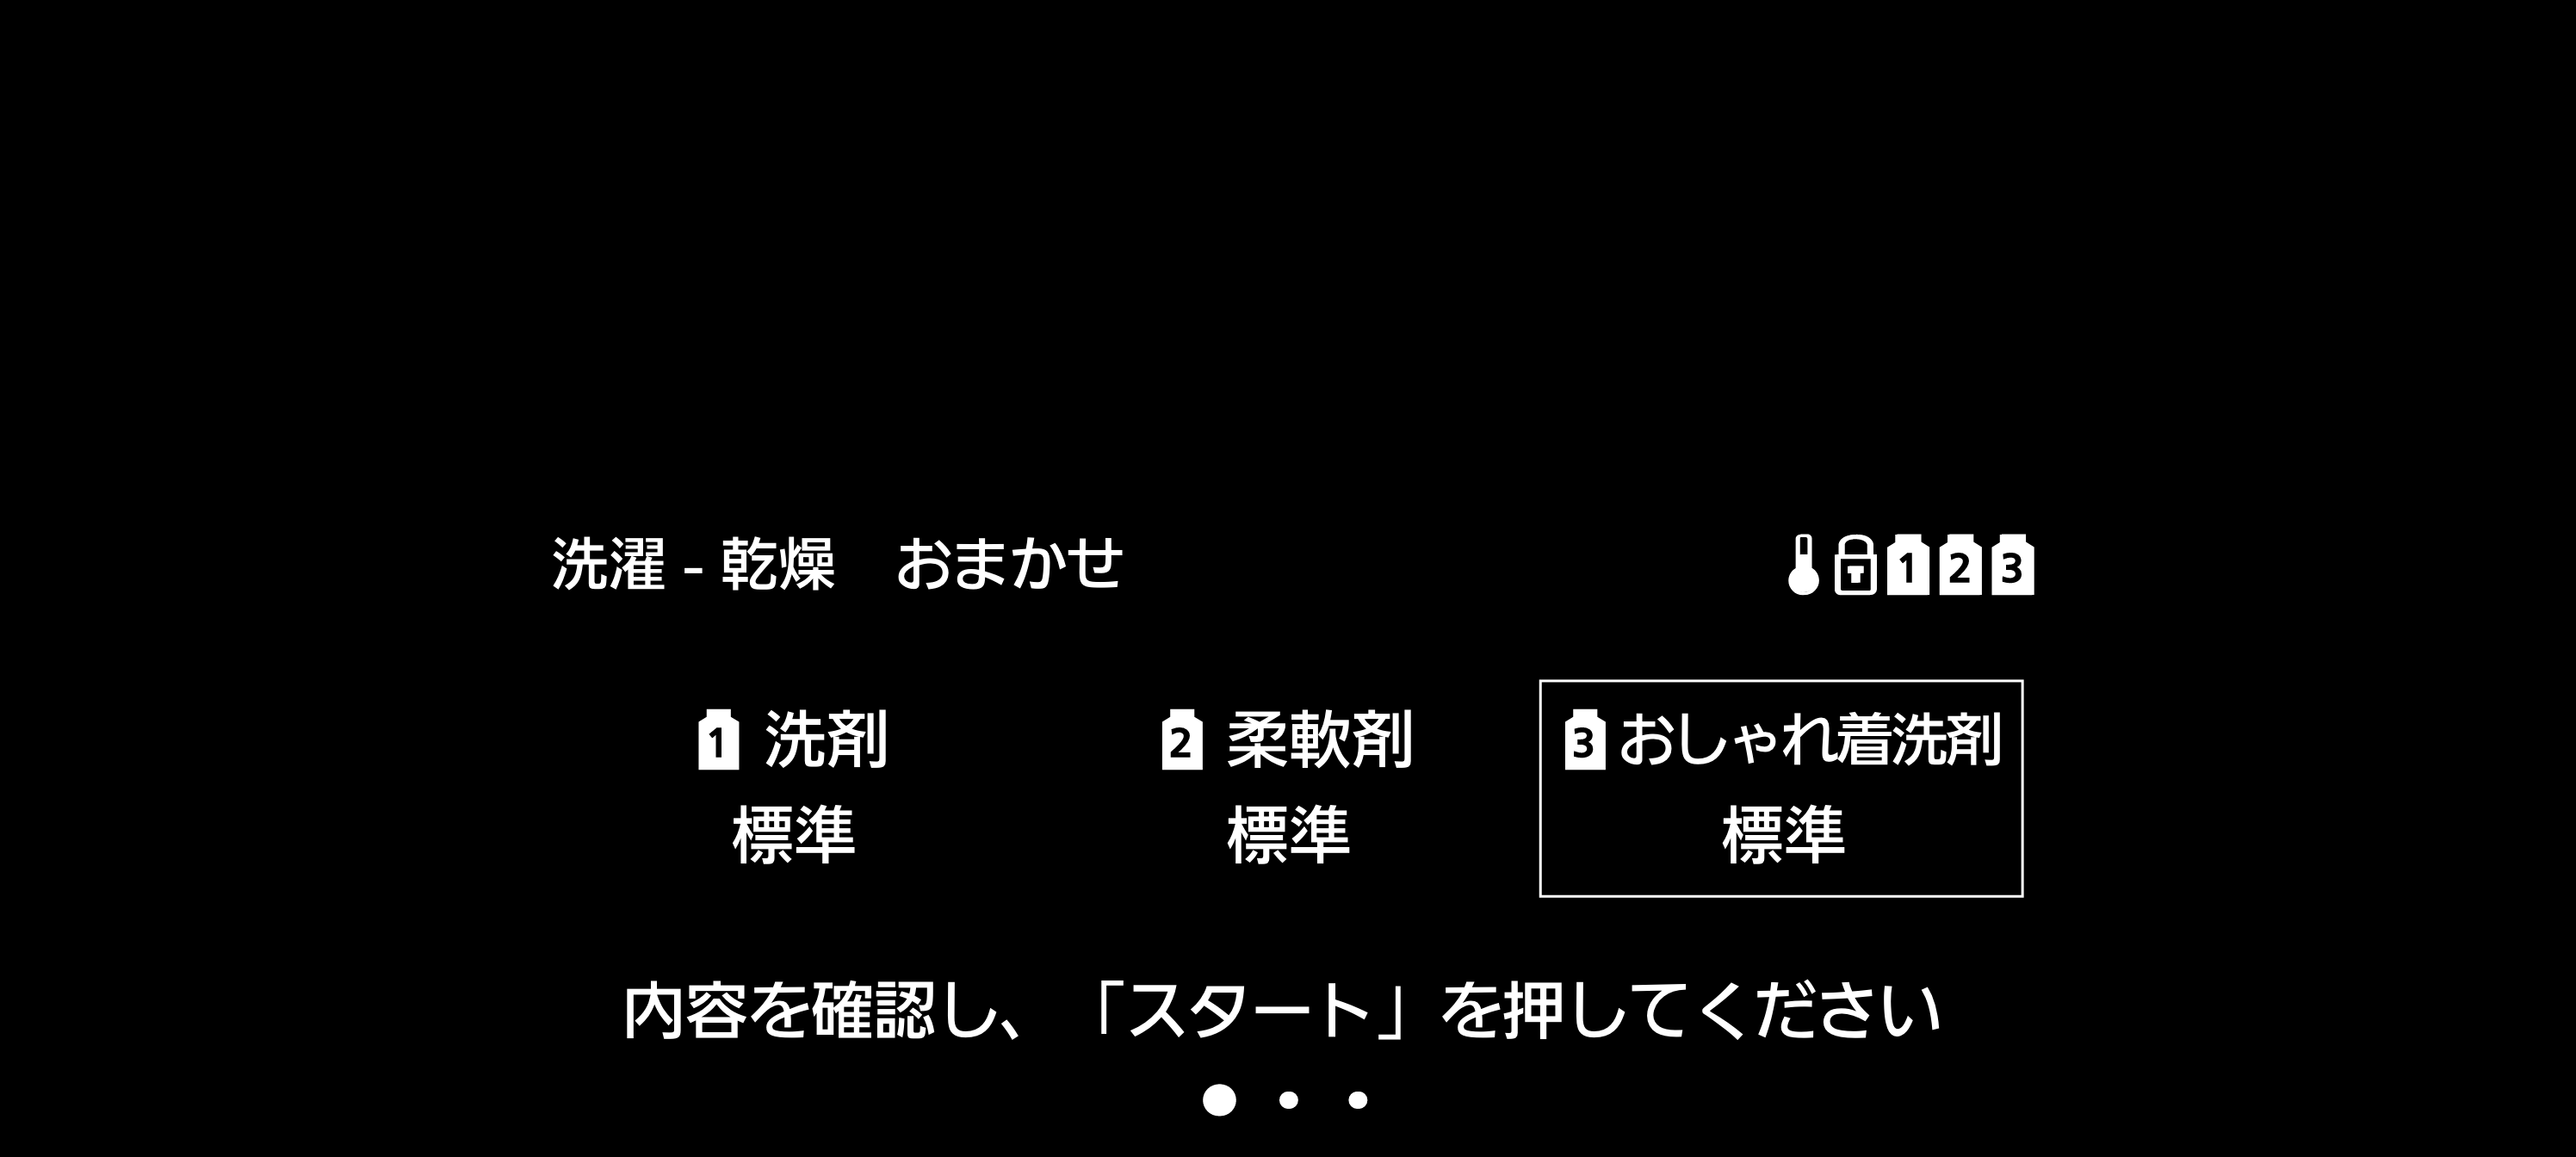 洗濯 - 乾燥　おまかせ 1 2 3
1 洗剤 2 柔軟剤 3 おしゃれ着洗剤
標準 標準 標準
内容を確認し、「スタート」を押してください